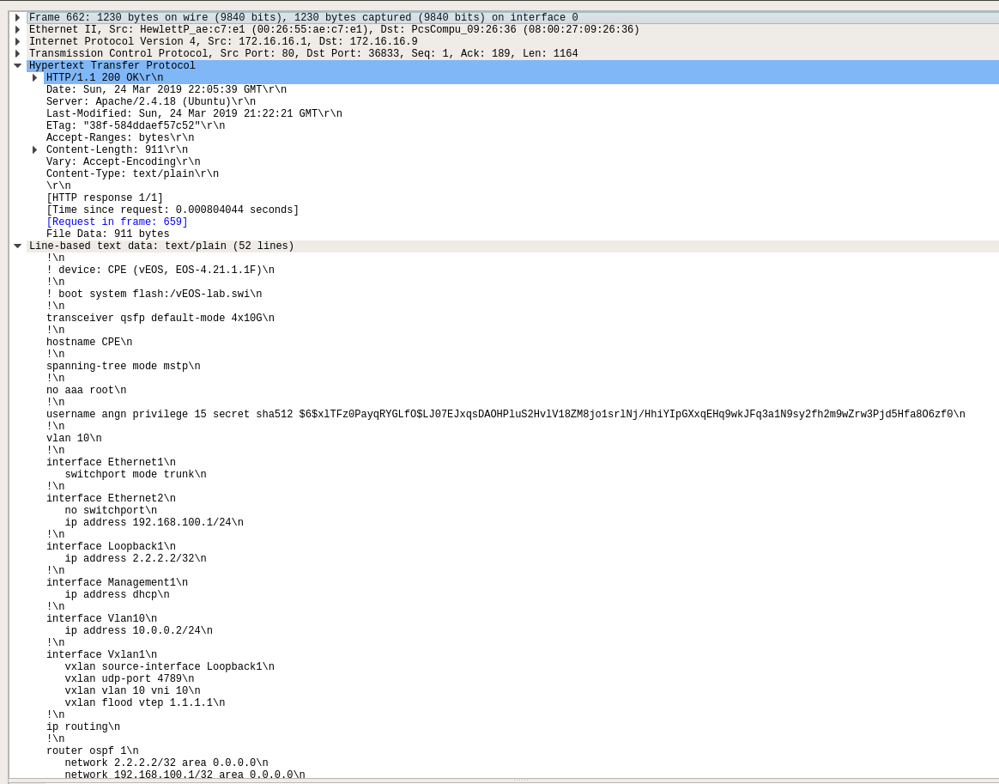 Frame 662: 1230 bytes on wire (9840 bits), 1230 bytes captured (9840 bits) on interface 0
Ethernet II, Src: HewlettP_ae:c7:e1 (00:26:55:ae:c7:e1), Dst: PcsCompu_09:26:36 (08:00:27:09:26:36)
Internet Protocol Version 4, Src: 172.16.16.1, Dst: 172.16.16.9
Transmission Control Protocol, Src Port: 80, Dst Port: 36833, Seq: 1, Ack: 189, Len: 1164
Hypertext Transfer Protocol
HTTP/1.1 200 OK\r\n
Date: Sun, 24 Mar 2019 22:05:39 GMT\r\n
Server: Apache/2.4.18 (Ubuntu)\r\n
Last-Modified: Sun, 24 Mar 2019 21:22:21 GMT\r\n
ETag: "38f-584ddaef57c52"\r\n
Accept-Ranges: bytes\r\n
Content-Length: 911\r\n
Vary: Accept-Encoding\r\n
Content-Type: text/plain\r\n
\r\n
[HTTP response 1/1]
[Time since request: 0.000804044 seconds]
[Request in frame: 659]
File Data: 911 bytes
Line-based text data: text/plain (52 lines)
!\n
! device: CPE (vEOS, EOS-4.21.1.1F)\n
!\n
! boot system flash:/vEOS-lab.swi\n
!\n
transceiver qsfp default-mode 4x10G\n
!\n
hostname CPE\n
!\n
spanning-tree mode mstp\n
!\n
no aaa root\n
!\n
username angn privilege 15 secret sha512 $6$xlTFz0PayqRYGLfO$LJ07EJxqsDAOHPluS2HvlV18ZM8jo1srlNj/HhiYIpGXxqEHq9wkJFq3a1N9sy2fh2m9wZrw3Pjd5Hfa8O6zf0\n
!\n
vlan 10\n
!\n
interface Ethernet1\n
switchport mode trunk\n
!\n
interface Ethernet2\n
no switchport\n
ip address 192.168.100.1/24\n
!\n
interface Loopback1\n
ip address 2.2.2.2/32\n
!\n
interface Management1\n
ip address dhcp\n
!\n
interface Vlan10\n
ip address 10.0.0.2/24\n
!\n
interface Vxlan1\n
vxlan source-interface Loopback1\n
vxlan udp-port 4789\n
vxlan vlan 10 vni 10\n
vxlan flood vtep 1.1.1.1\n
!\n
ip routing\n
!\n
router ospf 1\n
network 2.2.2.2/32 area 0.0.0.0\n
network 192.168.100.1/32 area 0.0.0.0\n